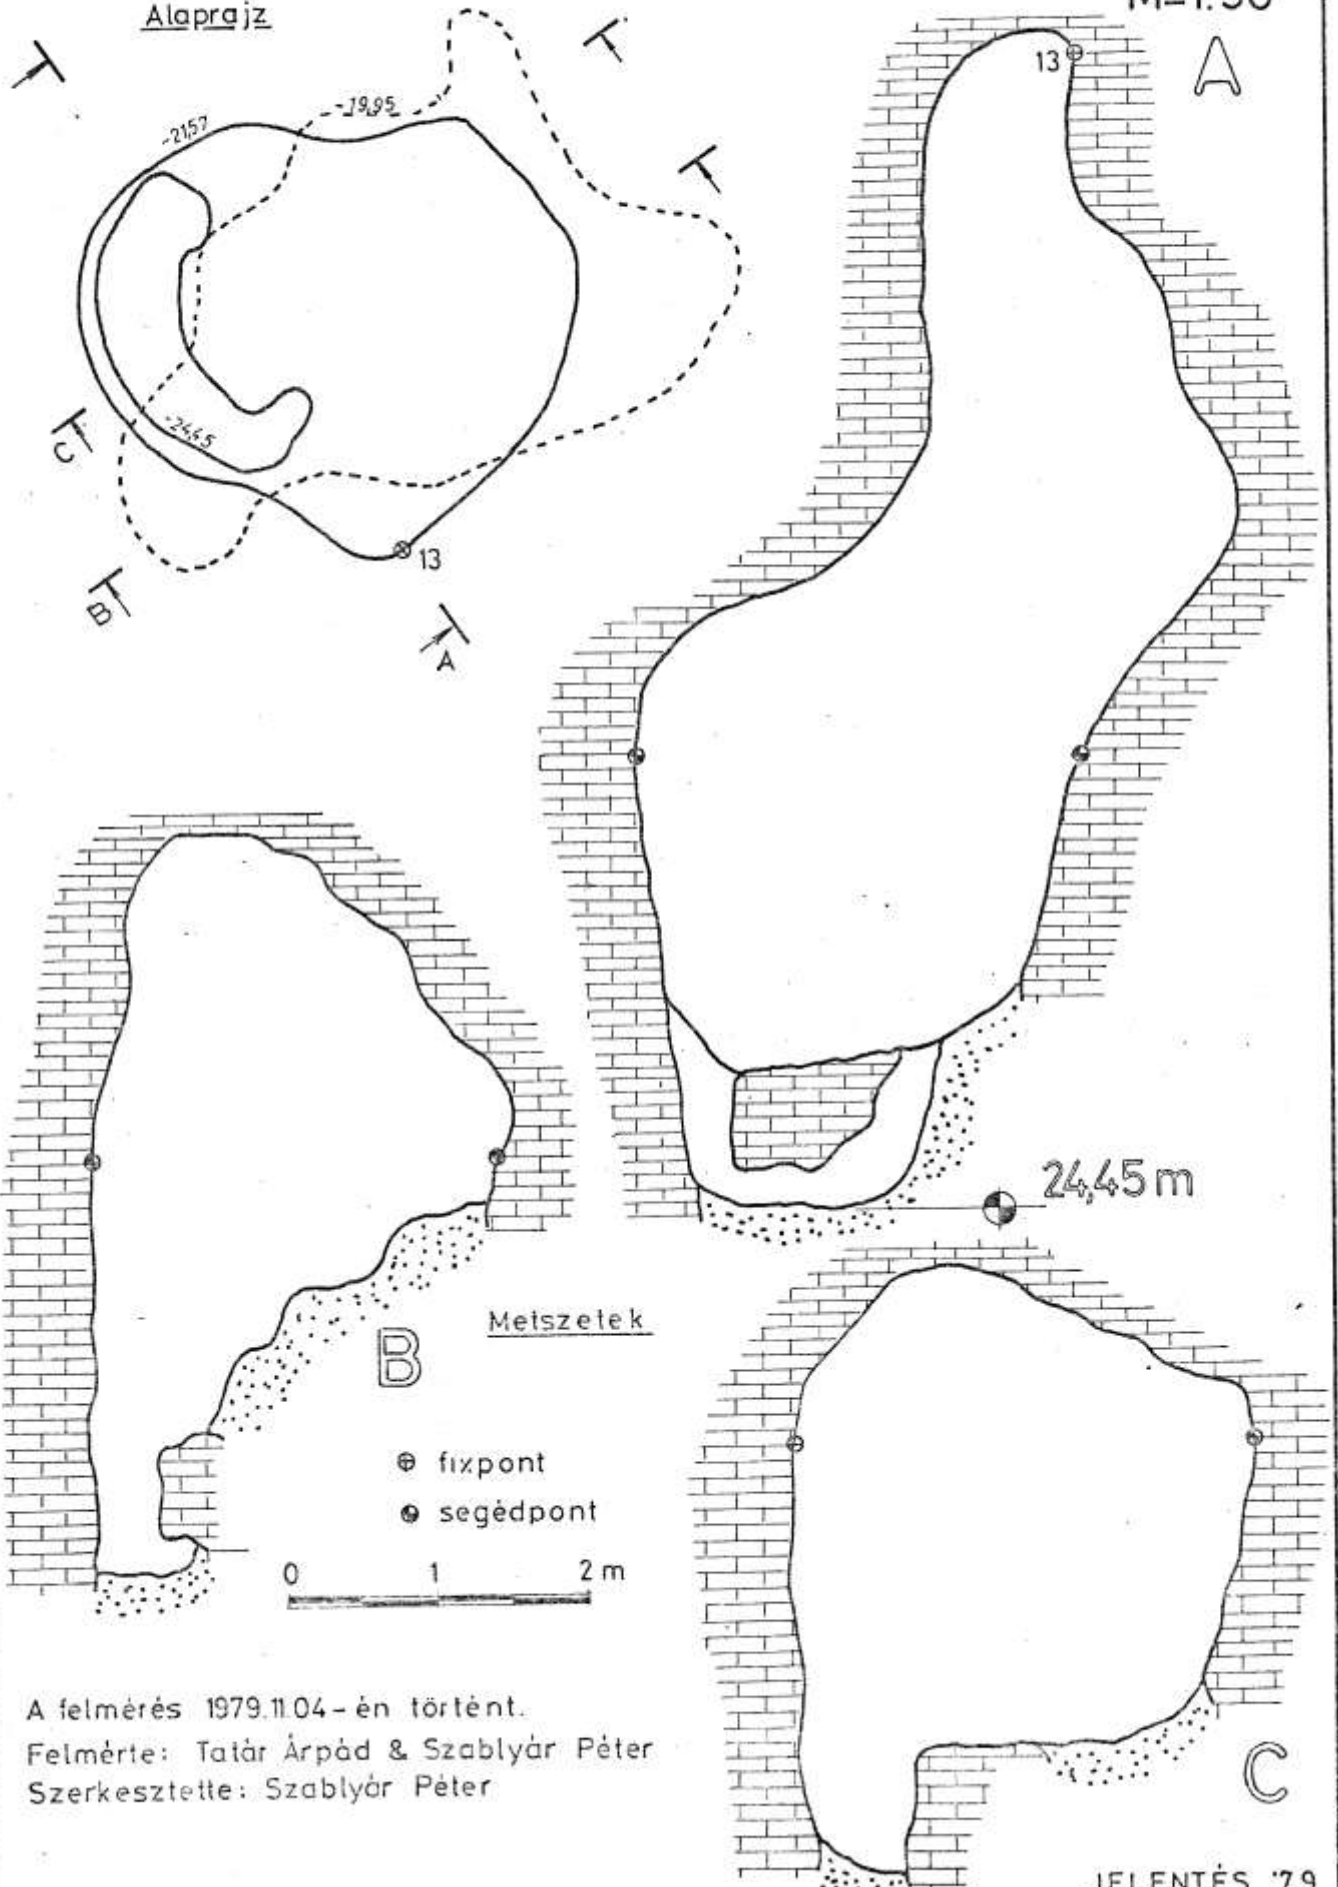 Alaprajz
M=1:50
A
13
-21,57
-19,95
-24,45
C
B
13
A
24,45 m
Metszetek
B
fixpont
segédpont
0 1 2 m
A felmérés 1979.11.04-én történt.
Felmérte: Tatár Árpád & Szablyár Péter
Szerkesztette: Szablyár Péter
C
JELENTÉS '79